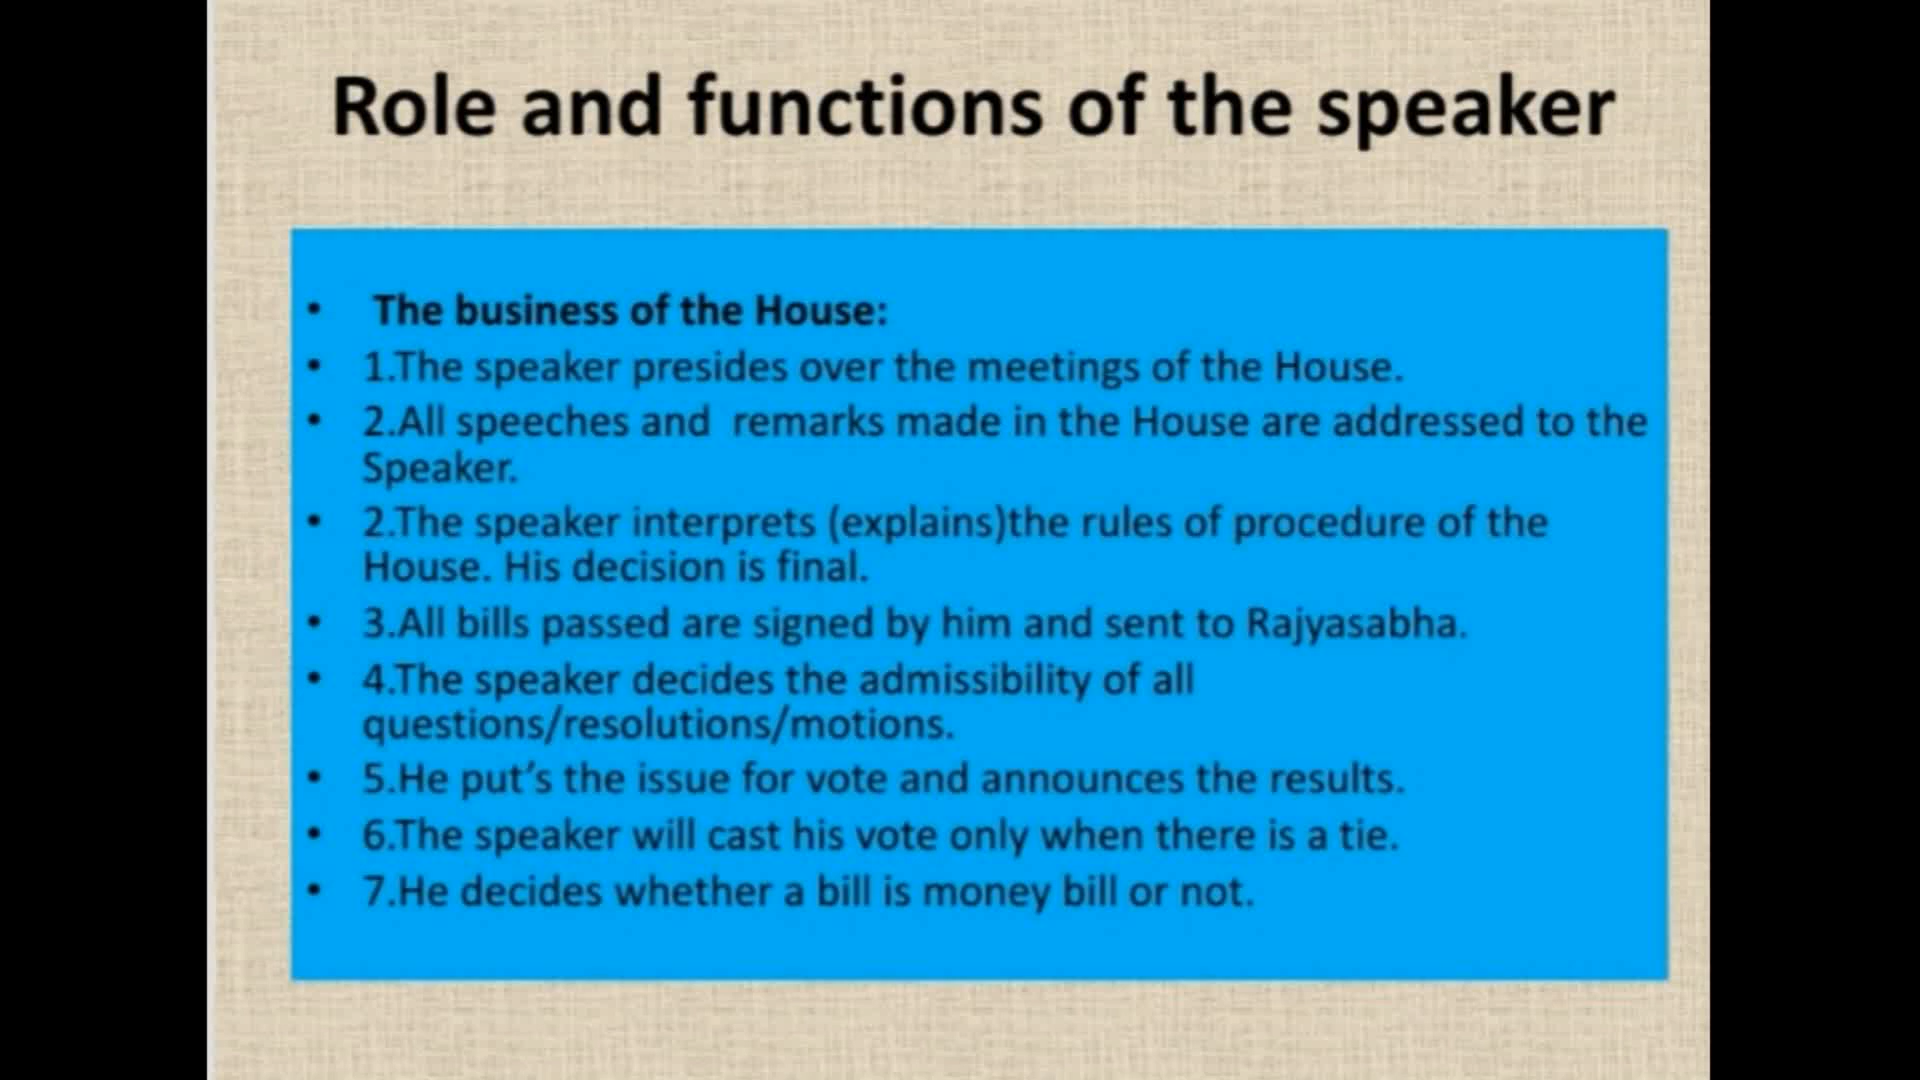 Role and functions of the speaker
• The business of the House:
• 1.The speaker presides over the meetings of the House.
• 2.All speeches and remarks made in the House are addressed to the
Speaker.
• 2.The speaker interprets (explains)the rules of procedure of the
House. His decision is final.
• 3.All bills passed are signed by him and sent to Rajyasabha.
• 4.The speaker decides the admissibility of all
questions/resolutions/motions.
• 5.He put’s the issue for vote and announces the results.
• 6.The speaker will cast his vote only when there is a tie.
• 7.He decides whether a bill is money bill or not.